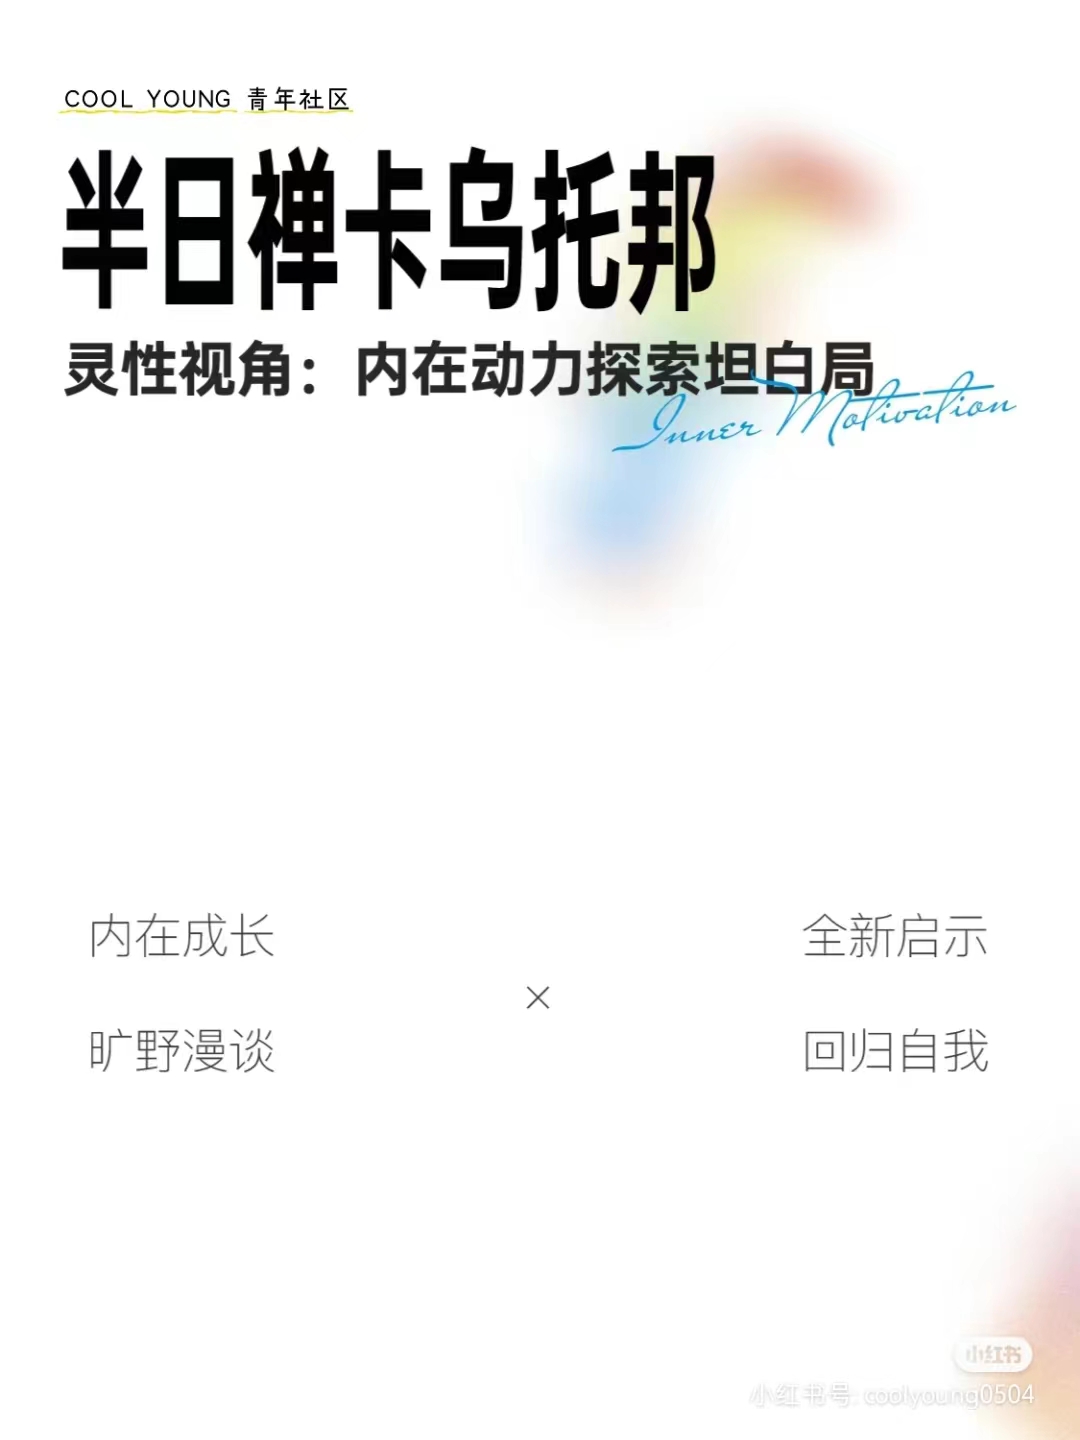 COOL YOUNG 青年社区
半日禅卡乌托邦
灵性视角：内在动力探索坦白局
Inner Motivation
内在成长
全新启示
×
旷野漫谈
回归自我
小红书
小红书号: coolyoung0504